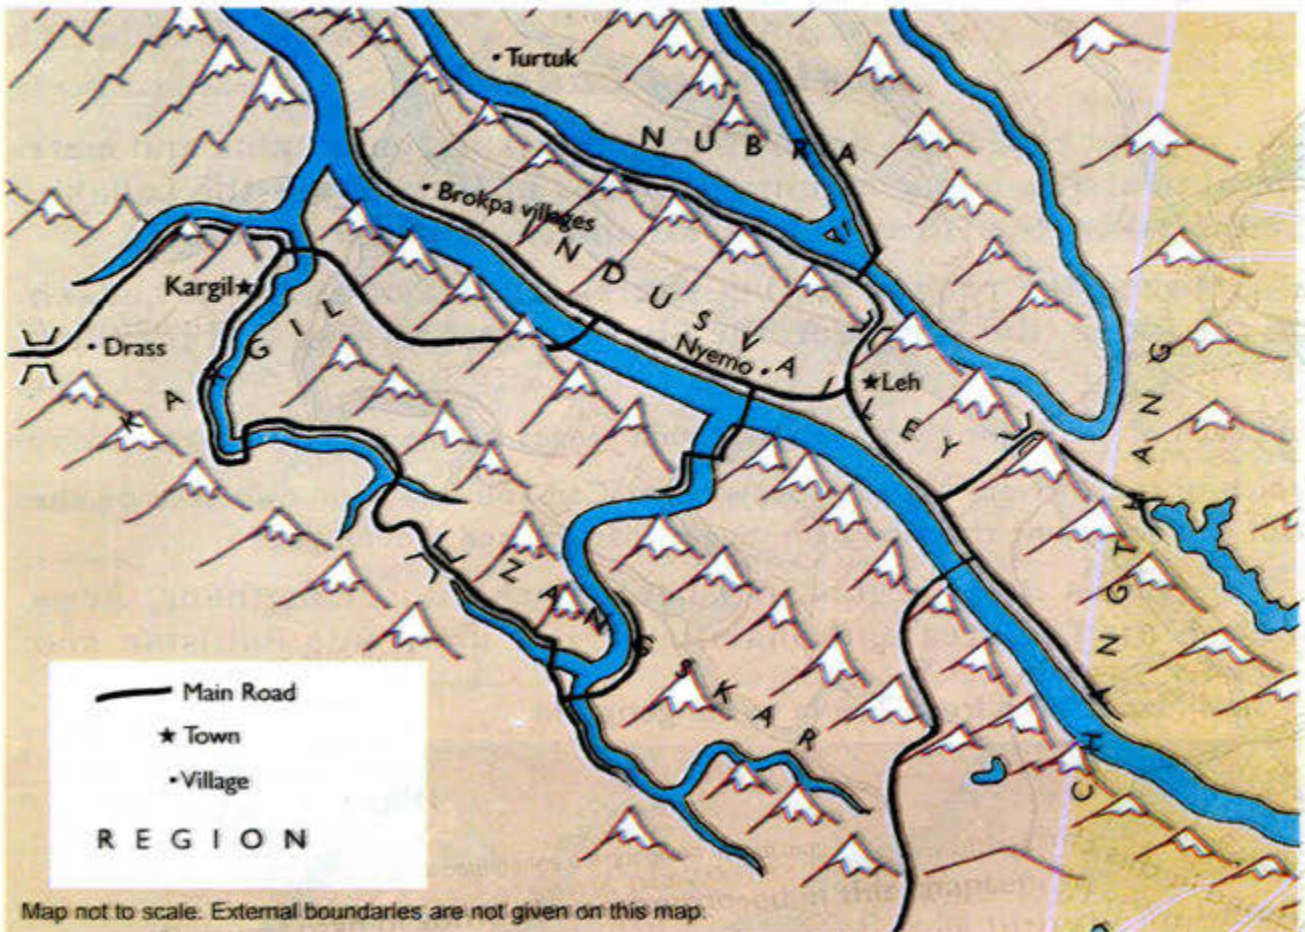 Turtuk
NUBRA
Brokpa villages
INDUS VALLEY
Kargil
KARGIL
Drass
Nyemo
Leh
CHANGTHANG
ZANGSKAR
Main Road
Town
Village
REGION
Map not to scale. External boundaries are not given on this map.